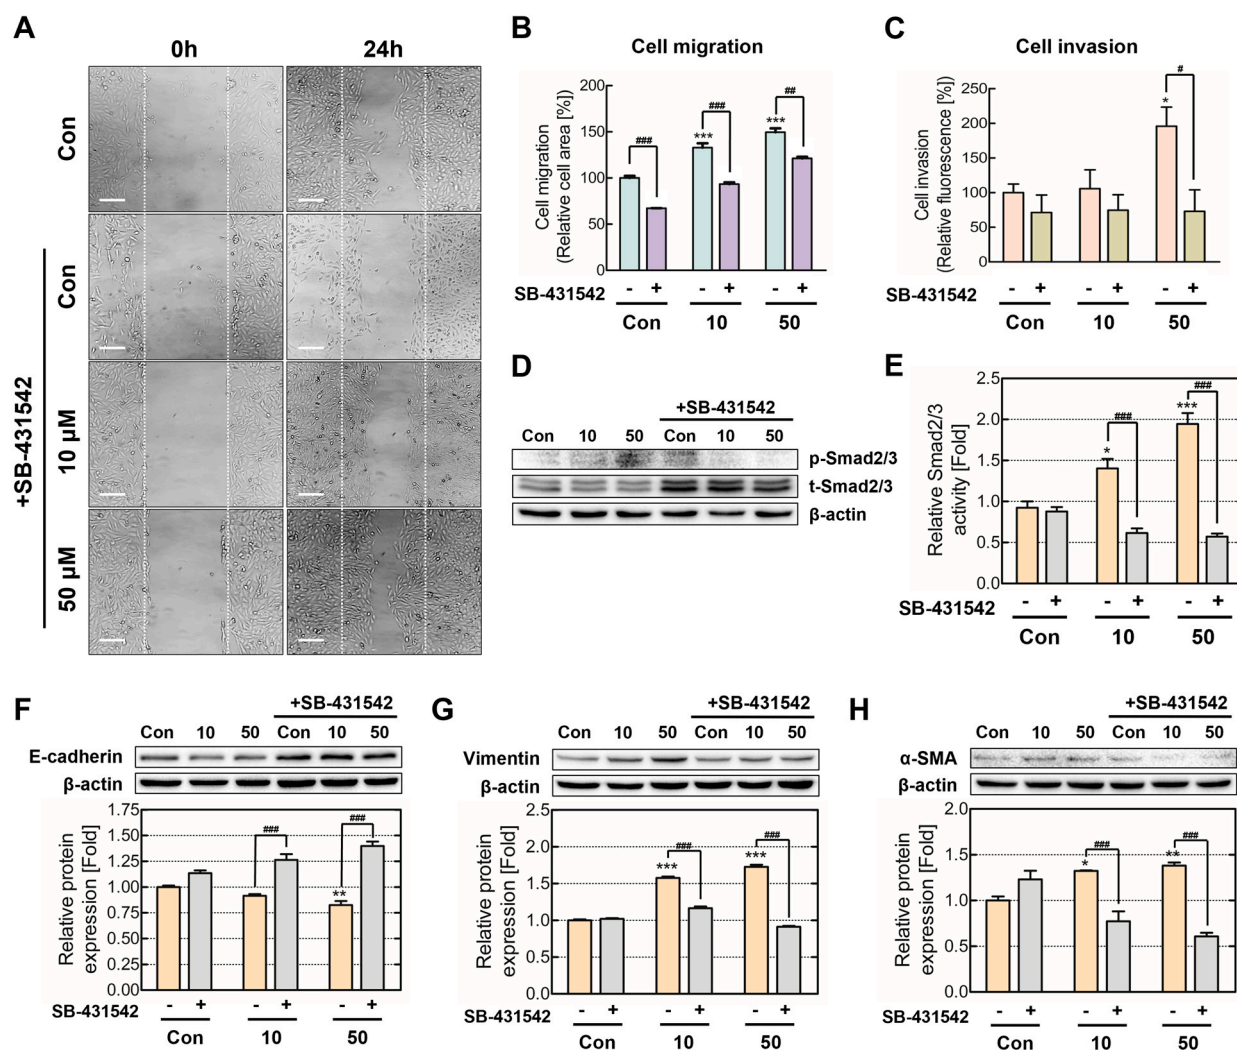 A
0h
24h
Con
Con
10 µM
50 µM
+SB-431542
B
Cell migration
Cell migration
(Relative cell area [%])
200
150
100
50
0
###
***
###
***
##
SB-431542
- + - + - +
Con 10 50
C
Cell invasion
Cell invasion
(Relative fluorescence [%])
250
200
150
100
50
0
*
#
SB-431542
- + - + - +
Con 10 50
D
+SB-431542
Con 10 50 Con 10 50
p-Smad2/3
t-Smad2/3
β-actin
E
Relative Smad2/3
activity [Fold]
2.5
2.0
1.5
1.0
0.5
0.0
*
###
***
###
SB-431542
- + - + - +
Con 10 50
F
+SB-431542
Con 10 50 Con 10 50
E-cadherin
β-actin
Relative protein
expression [Fold]
1.75
1.50
1.25
1.00
0.75
0.50
0.25
0.00
###
**
###
SB-431542
- + - + - +
Con 10 50
G
+SB-431542
Con 10 50 Con 10 50
Vimentin
β-actin
Relative protein
expression [Fold]
2.5
2.0
1.5
1.0
0.5
0.0
***
###
***
###
SB-431542
- + - + - +
Con 10 50
H
+SB-431542
Con 10 50 Con 10 50
α-SMA
β-actin
Relative protein
expression [Fold]
2.0
1.5
1.0
0.5
0.0
*
###
**
###
SB-431542
- + - + - +
Con 10 50